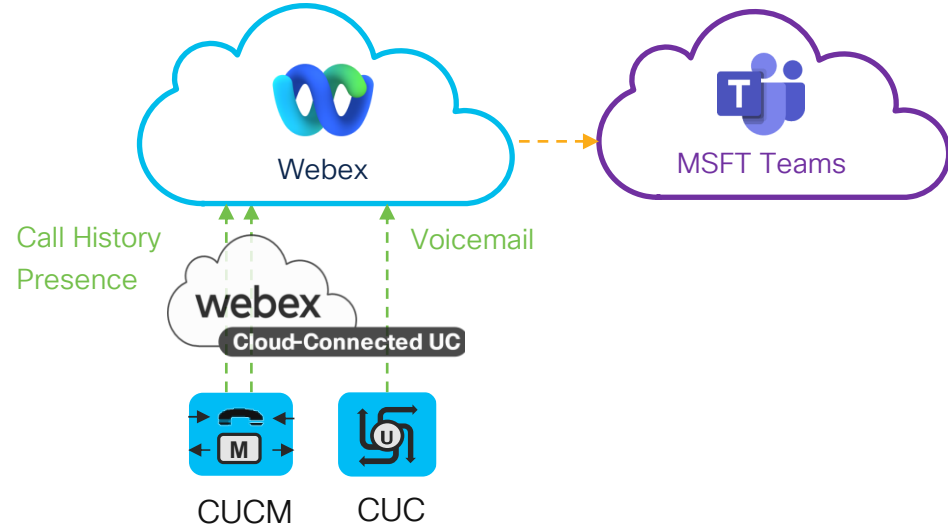 Webex
T
MSFT Teams
Call History
Presence
Voicemail
webex
Cloud-Connected UC
M
U
CUCM
CUC